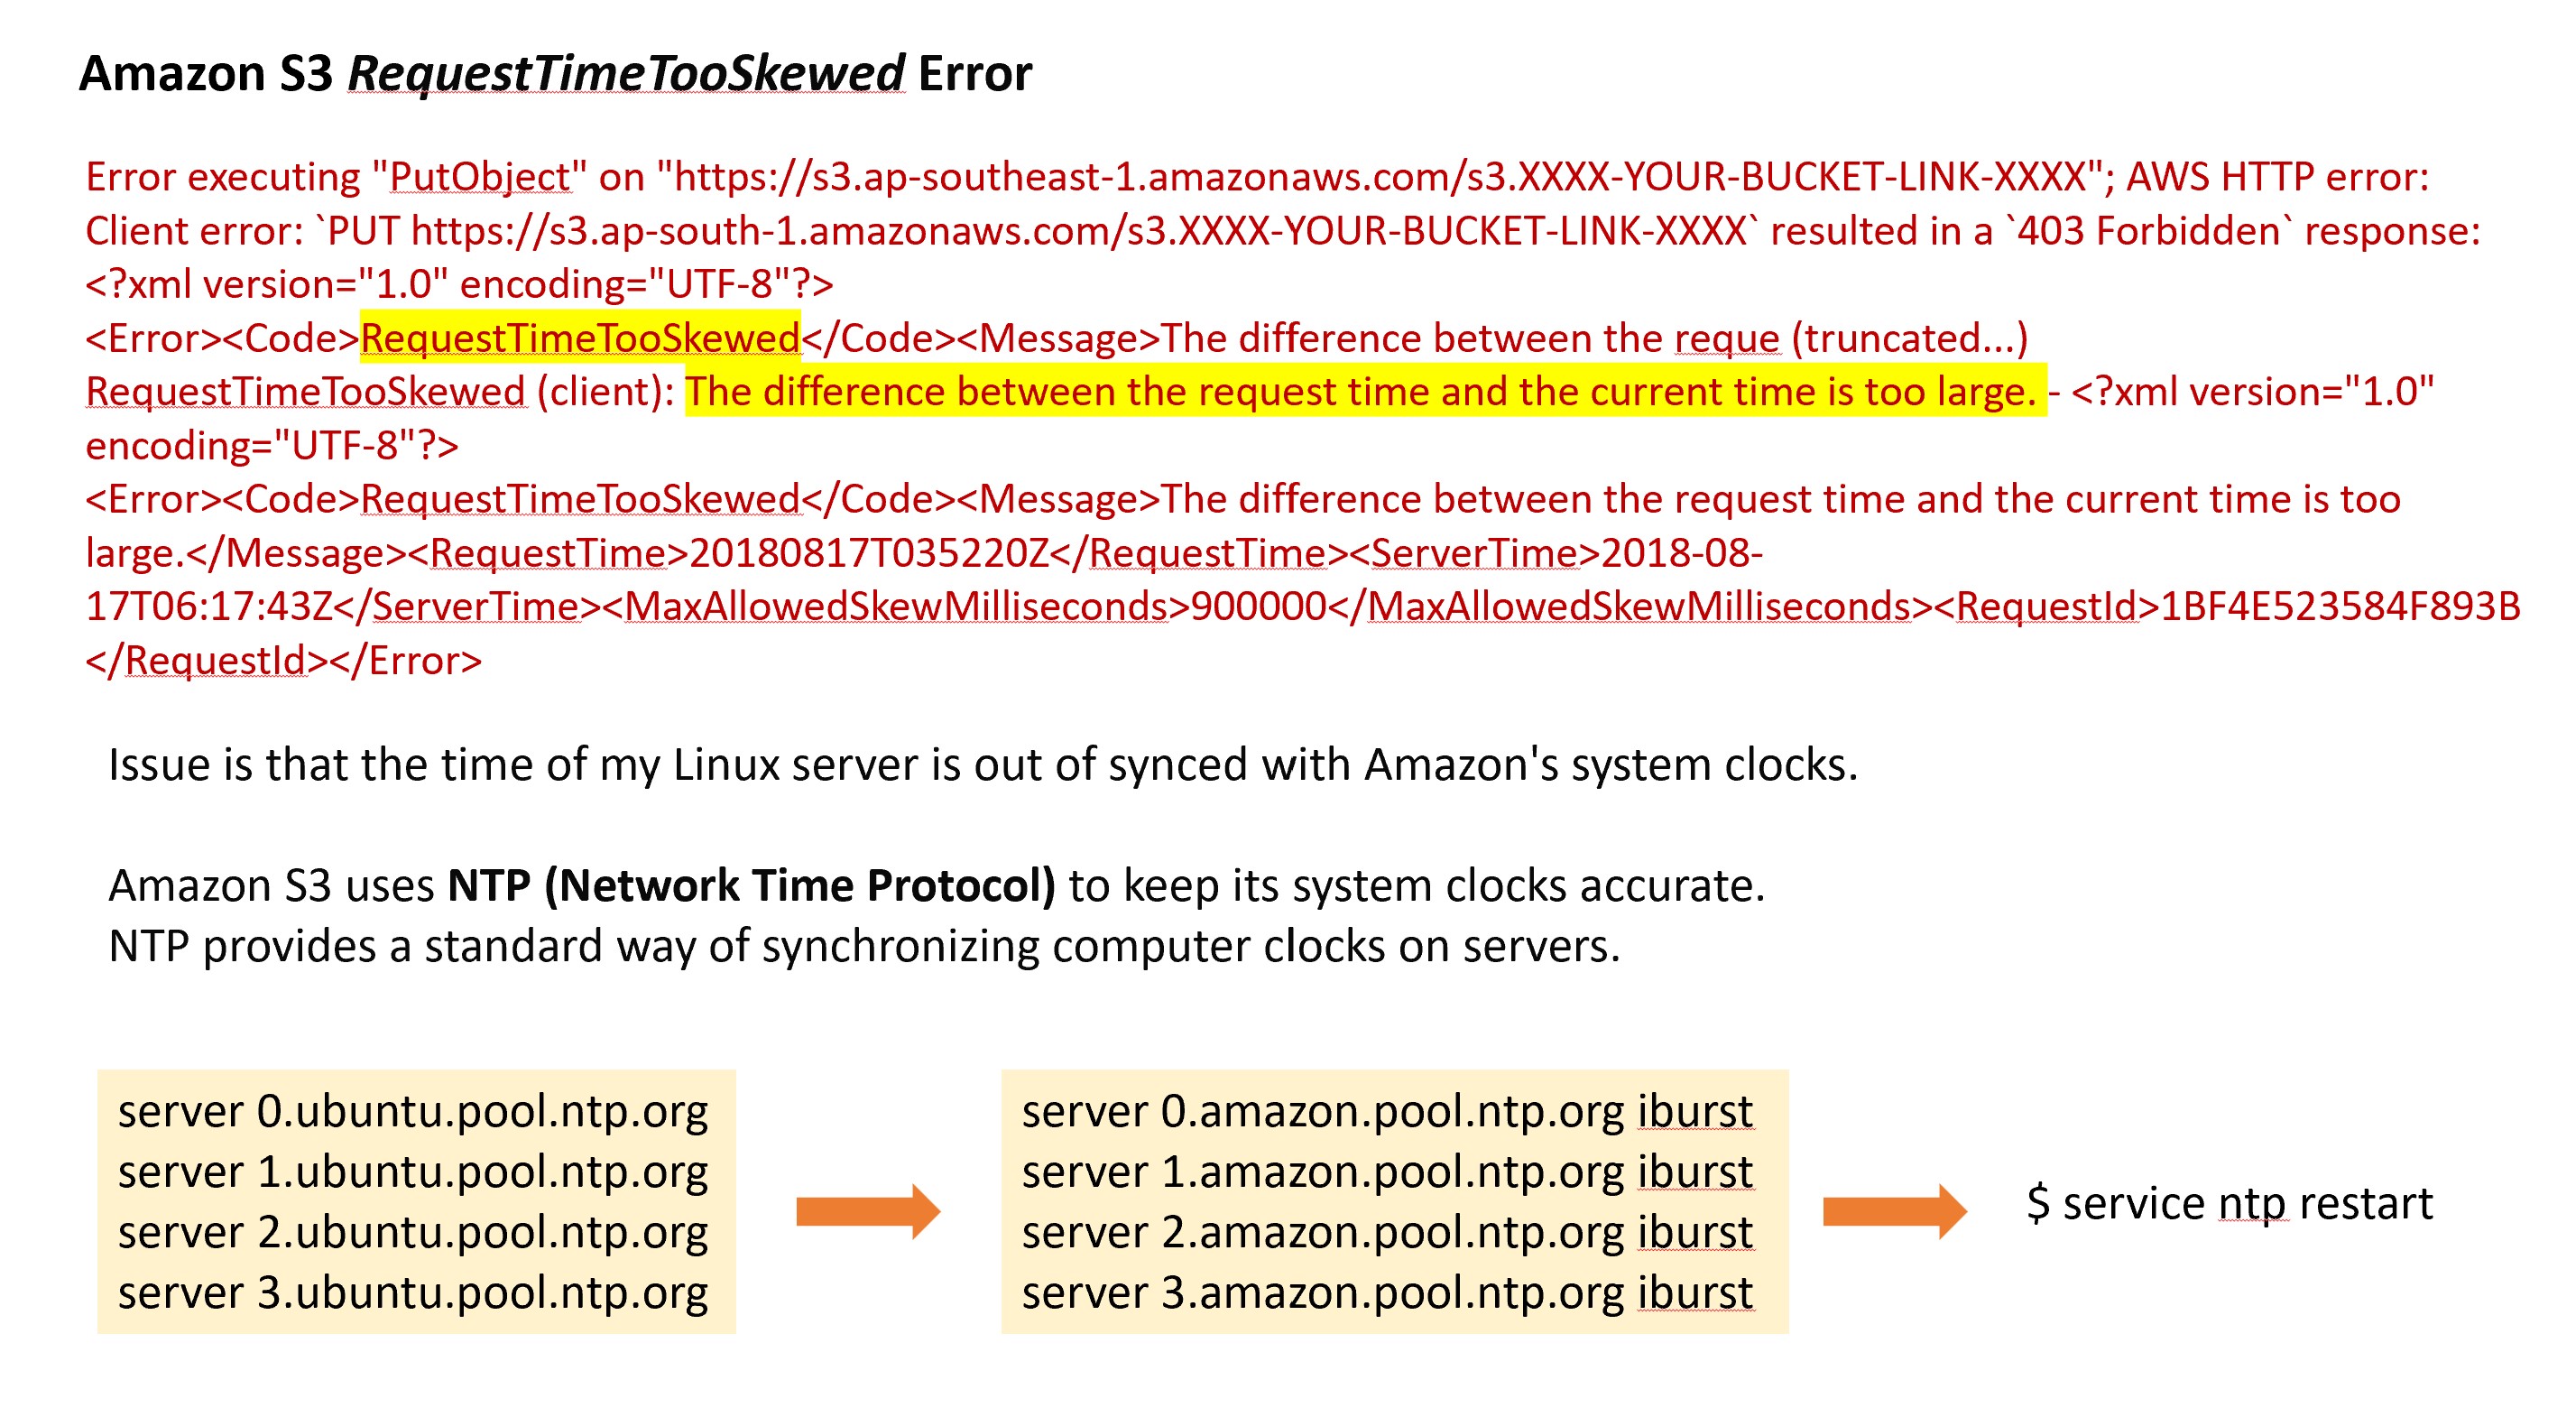 Amazon S3 RequestTimeTooSkewed Error
Error executing "PutObject" on "https://s3.ap-southeast-1.amazonaws.com/s3.XXXX-YOUR-BUCKET-LINK-XXXX"; AWS HTTP error:
Client error: `PUT https://s3.ap-south-1.amazonaws.com/s3.XXXX-YOUR-BUCKET-LINK-XXXX` resulted in a `403 Forbidden` response:
<?xml version="1.0" encoding="UTF-8"?>
<Error><Code>RequestTimeTooSkewed</Code><Message>The difference between the reque (truncated...)
RequestTimeTooSkewed (client): The difference between the request time and the current time is too large. - <?xml version="1.0"
encoding="UTF-8"?>
<Error><Code>RequestTimeTooSkewed</Code><Message>The difference between the request time and the current time is too
large.</Message><RequestTime>20180817T035220Z</RequestTime><ServerTime>2018-08-
17T06:17:43Z</ServerTime><MaxAllowedSkewMilliseconds>900000</MaxAllowedSkewMilliseconds><RequestId>1BF4E523584F893B
</RequestId></Error>
Issue is that the time of my Linux server is out of synced with Amazon's system clocks.
Amazon S3 uses NTP (Network Time Protocol) to keep its system clocks accurate.
NTP provides a standard way of synchronizing computer clocks on servers.
server 0.ubuntu.pool.ntp.org
server 1.ubuntu.pool.ntp.org
server 2.ubuntu.pool.ntp.org
server 3.ubuntu.pool.ntp.org
server 0.amazon.pool.ntp.org iburst
server 1.amazon.pool.ntp.org iburst
server 2.amazon.pool.ntp.org iburst
server 3.amazon.pool.ntp.org iburst
$ service ntp restart